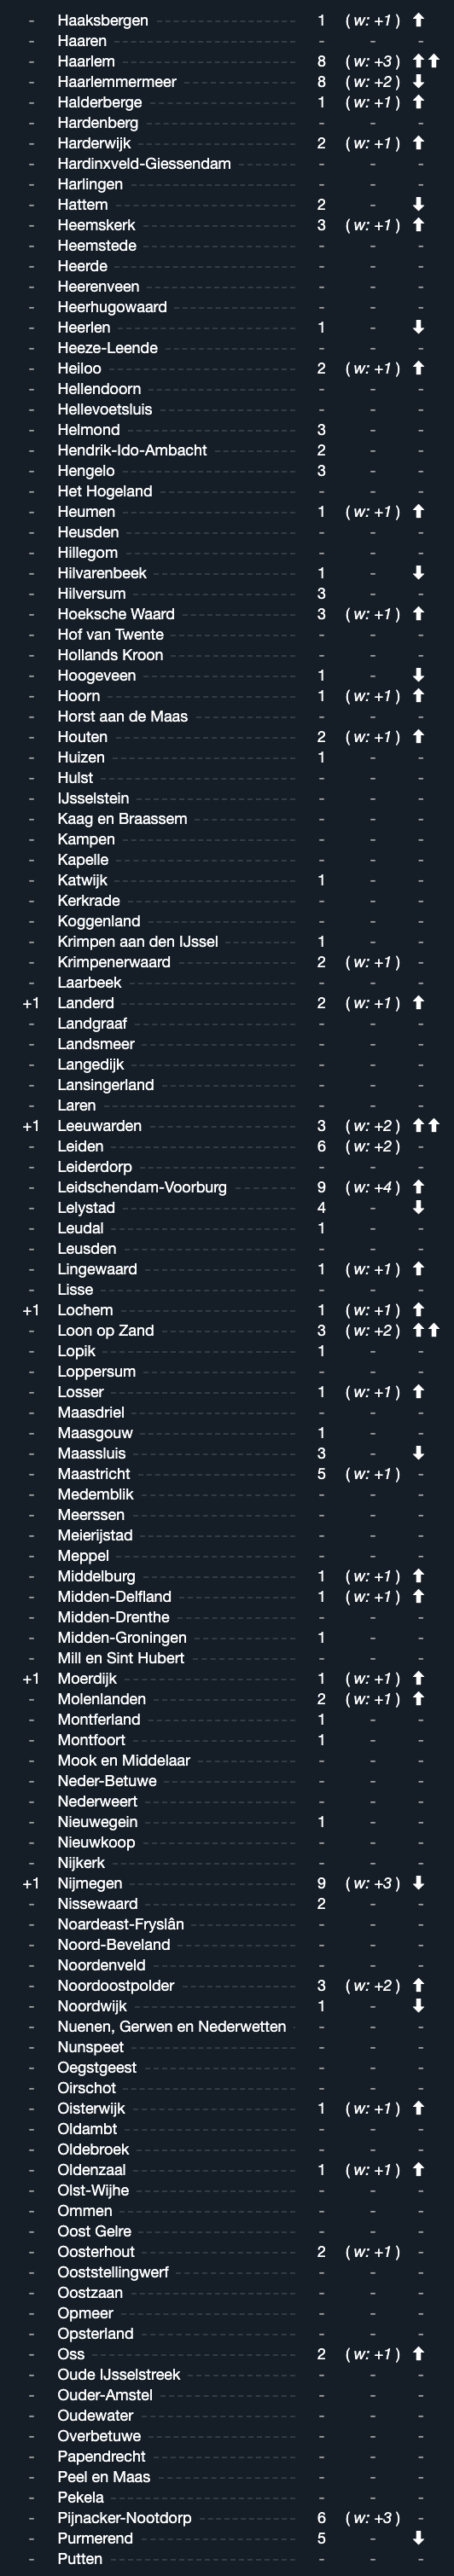 - Haaksbergen 1 ( w: +1 ) ⬆
- Haaren - - -
- Haarlem 8 ( w: +3 ) ⬆⬆
- Haarlemmermeer 8 ( w: +2 ) ⬇
- Halderberge 1 ( w: +1 ) ⬆
- Hardenberg - - -
- Harderwijk 2 ( w: +1 ) ⬆
- Hardinxveld-Giessendam - - -
- Harlingen - - -
- Hattem 2 - ⬇
- Heemskerk 3 ( w: +1 ) ⬆
- Heemstede - - -
- Heerde - - -
- Heerenveen - - -
- Heerhugowaard - - -
- Heerlen 1 - ⬇
- Heeze-Leende - - -
- Heiloo 2 ( w: +1 ) ⬆
- Hellendoorn - - -
- Hellevoetsluis - - -
- Helmond 3 - -
- Hendrik-Ido-Ambacht 2 - -
- Hengelo 3 - -
- Het Hogeland - - -
- Heumen 1 ( w: +1 ) ⬆
- Heusden - - -
- Hillegom - - -
- Hilvarenbeek 1 - ⬇
- Hilversum 3 - -
- Hoeksche Waard 3 ( w: +1 ) ⬆
- Hof van Twente - - -
- Hollands Kroon - - -
- Hoogeveen 1 - ⬇
- Hoorn 1 ( w: +1 ) ⬆
- Horst aan de Maas - - -
- Houten 2 ( w: +1 ) ⬆
- Huizen 1 - -
- Hulst - - -
- IJsselstein - - -
- Kaag en Braassem - - -
- Kampen - - -
- Kapelle - - -
- Katwijk 1 - -
- Kerkrade - - -
- Koggenland - - -
- Krimpen aan den IJssel 1 - -
- Krimpenerwaard 2 ( w: +1 ) -
- Laarbeek - - -
+1 Landerd 2 ( w: +1 ) ⬆
- Landgraaf - - -
- Landsmeer - - -
- Langedijk - - -
- Lansingerland - - -
- Laren - - -
+1 Leeuwarden 3 ( w: +2 ) ⬆⬆
- Leiden 6 ( w: +2 ) -
- Leiderdorp - - -
- Leidschendam-Voorburg 9 ( w: +4 ) ⬆
- Lelystad 4 - ⬇
- Leudal 1 - -
- Leusden - - -
- Lingewaard 1 ( w: +1 ) ⬆
- Lisse - - -
+1 Lochem 1 ( w: +1 ) ⬆
- Loon op Zand 3 ( w: +2 ) ⬆⬆
- Lopik 1 - -
- Loppersum - - -
- Losser 1 ( w: +1 ) ⬆
- Maasdriel - - -
- Maasgouw 1 - -
- Maassluis 3 - ⬇
- Maastricht 5 ( w: +1 ) -
- Medemblik - - -
- Meerssen - - -
- Meierijstad - - -
- Meppel - - -
- Middelburg 1 ( w: +1 ) ⬆
- Midden-Delfland 1 ( w: +1 ) ⬆
- Midden-Drenthe - - -
- Midden-Groningen 1 - -
- Mill en Sint Hubert - - -
+1 Moerdijk 1 ( w: +1 ) ⬆
- Molenlanden 2 ( w: +1 ) ⬆
- Montferland 1 - -
- Montfoort 1 - -
- Mook en Middelaar - - -
- Neder-Betuwe - - -
- Nederweert - - -
- Nieuwegein 1 - -
- Nieuwkoop - - -
- Nijkerk - - -
+1 Nijmegen 9 ( w: +3 ) ⬇
- Nissewaard 2 - -
- Noardeast-Fryslân - - -
- Noord-Beveland - - -
- Noordenveld - - -
- Noordoostpolder 3 ( w: +2 ) ⬆
- Noordwijk 1 - ⬇
- Nuenen, Gerwen en Nederwetten - - -
- Nunspeet - - -
- Oegstgeest - - -
- Oirschot - - -
- Oisterwijk 1 ( w: +1 ) ⬆
- Oldambt - - -
- Oldebroek - - -
- Oldenzaal 1 ( w: +1 ) ⬆
- Olst-Wijhe - - -
- Ommen - - -
- Oost Gelre - - -
- Oosterhout 2 ( w: +1 ) -
- Ooststellingwerf - - -
- Oostzaan - - -
- Opmeer - - -
- Opsterland - - -
- Oss 2 ( w: +1 ) ⬆
- Oude IJsselstreek - - -
- Ouder-Amstel - - -
- Oudewater - - -
- Overbetuwe - - -
- Papendrecht - - -
- Peel en Maas - - -
- Pekela - - -
- Pijnacker-Nootdorp 6 ( w: +3 ) -
- Purmerend 5 - ⬇
- Putten - - -